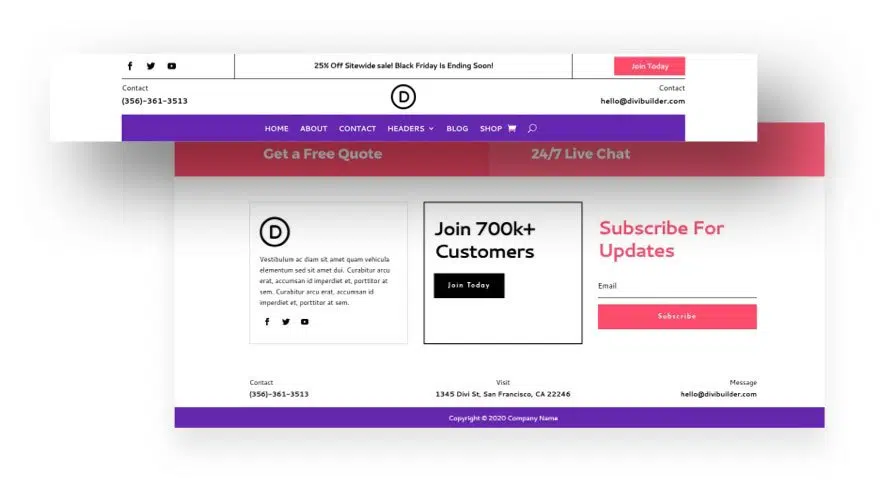 25% Off Sitewide sale! Black Friday Is Ending Soon!
Join Today
Contact
(356)-361-3513
D
Contact
hello@divibuilder.com
HOME ABOUT CONTACT HEADERS BLOG SHOP
Get a Free Quote
24/7 Live Chat
D
Vestibulum ac diam sit amet quam vehicula
elementum sed sit amet dui. Curabitur arcu
erat, accumsan id imperdiet et, porttitor at
sem. Curabitur arcu erat, accumsan id
imperdiet et, porttitor at sem.
Join 700k+
Customers
Join Today
Subscribe For
Updates
Email
Subscribe
Contact
(356)-361-3513
Visit
1345 Divi St, San Francisco, CA 22246
Message
hello@divibuilder.com
Copyright © 2020 Company Name